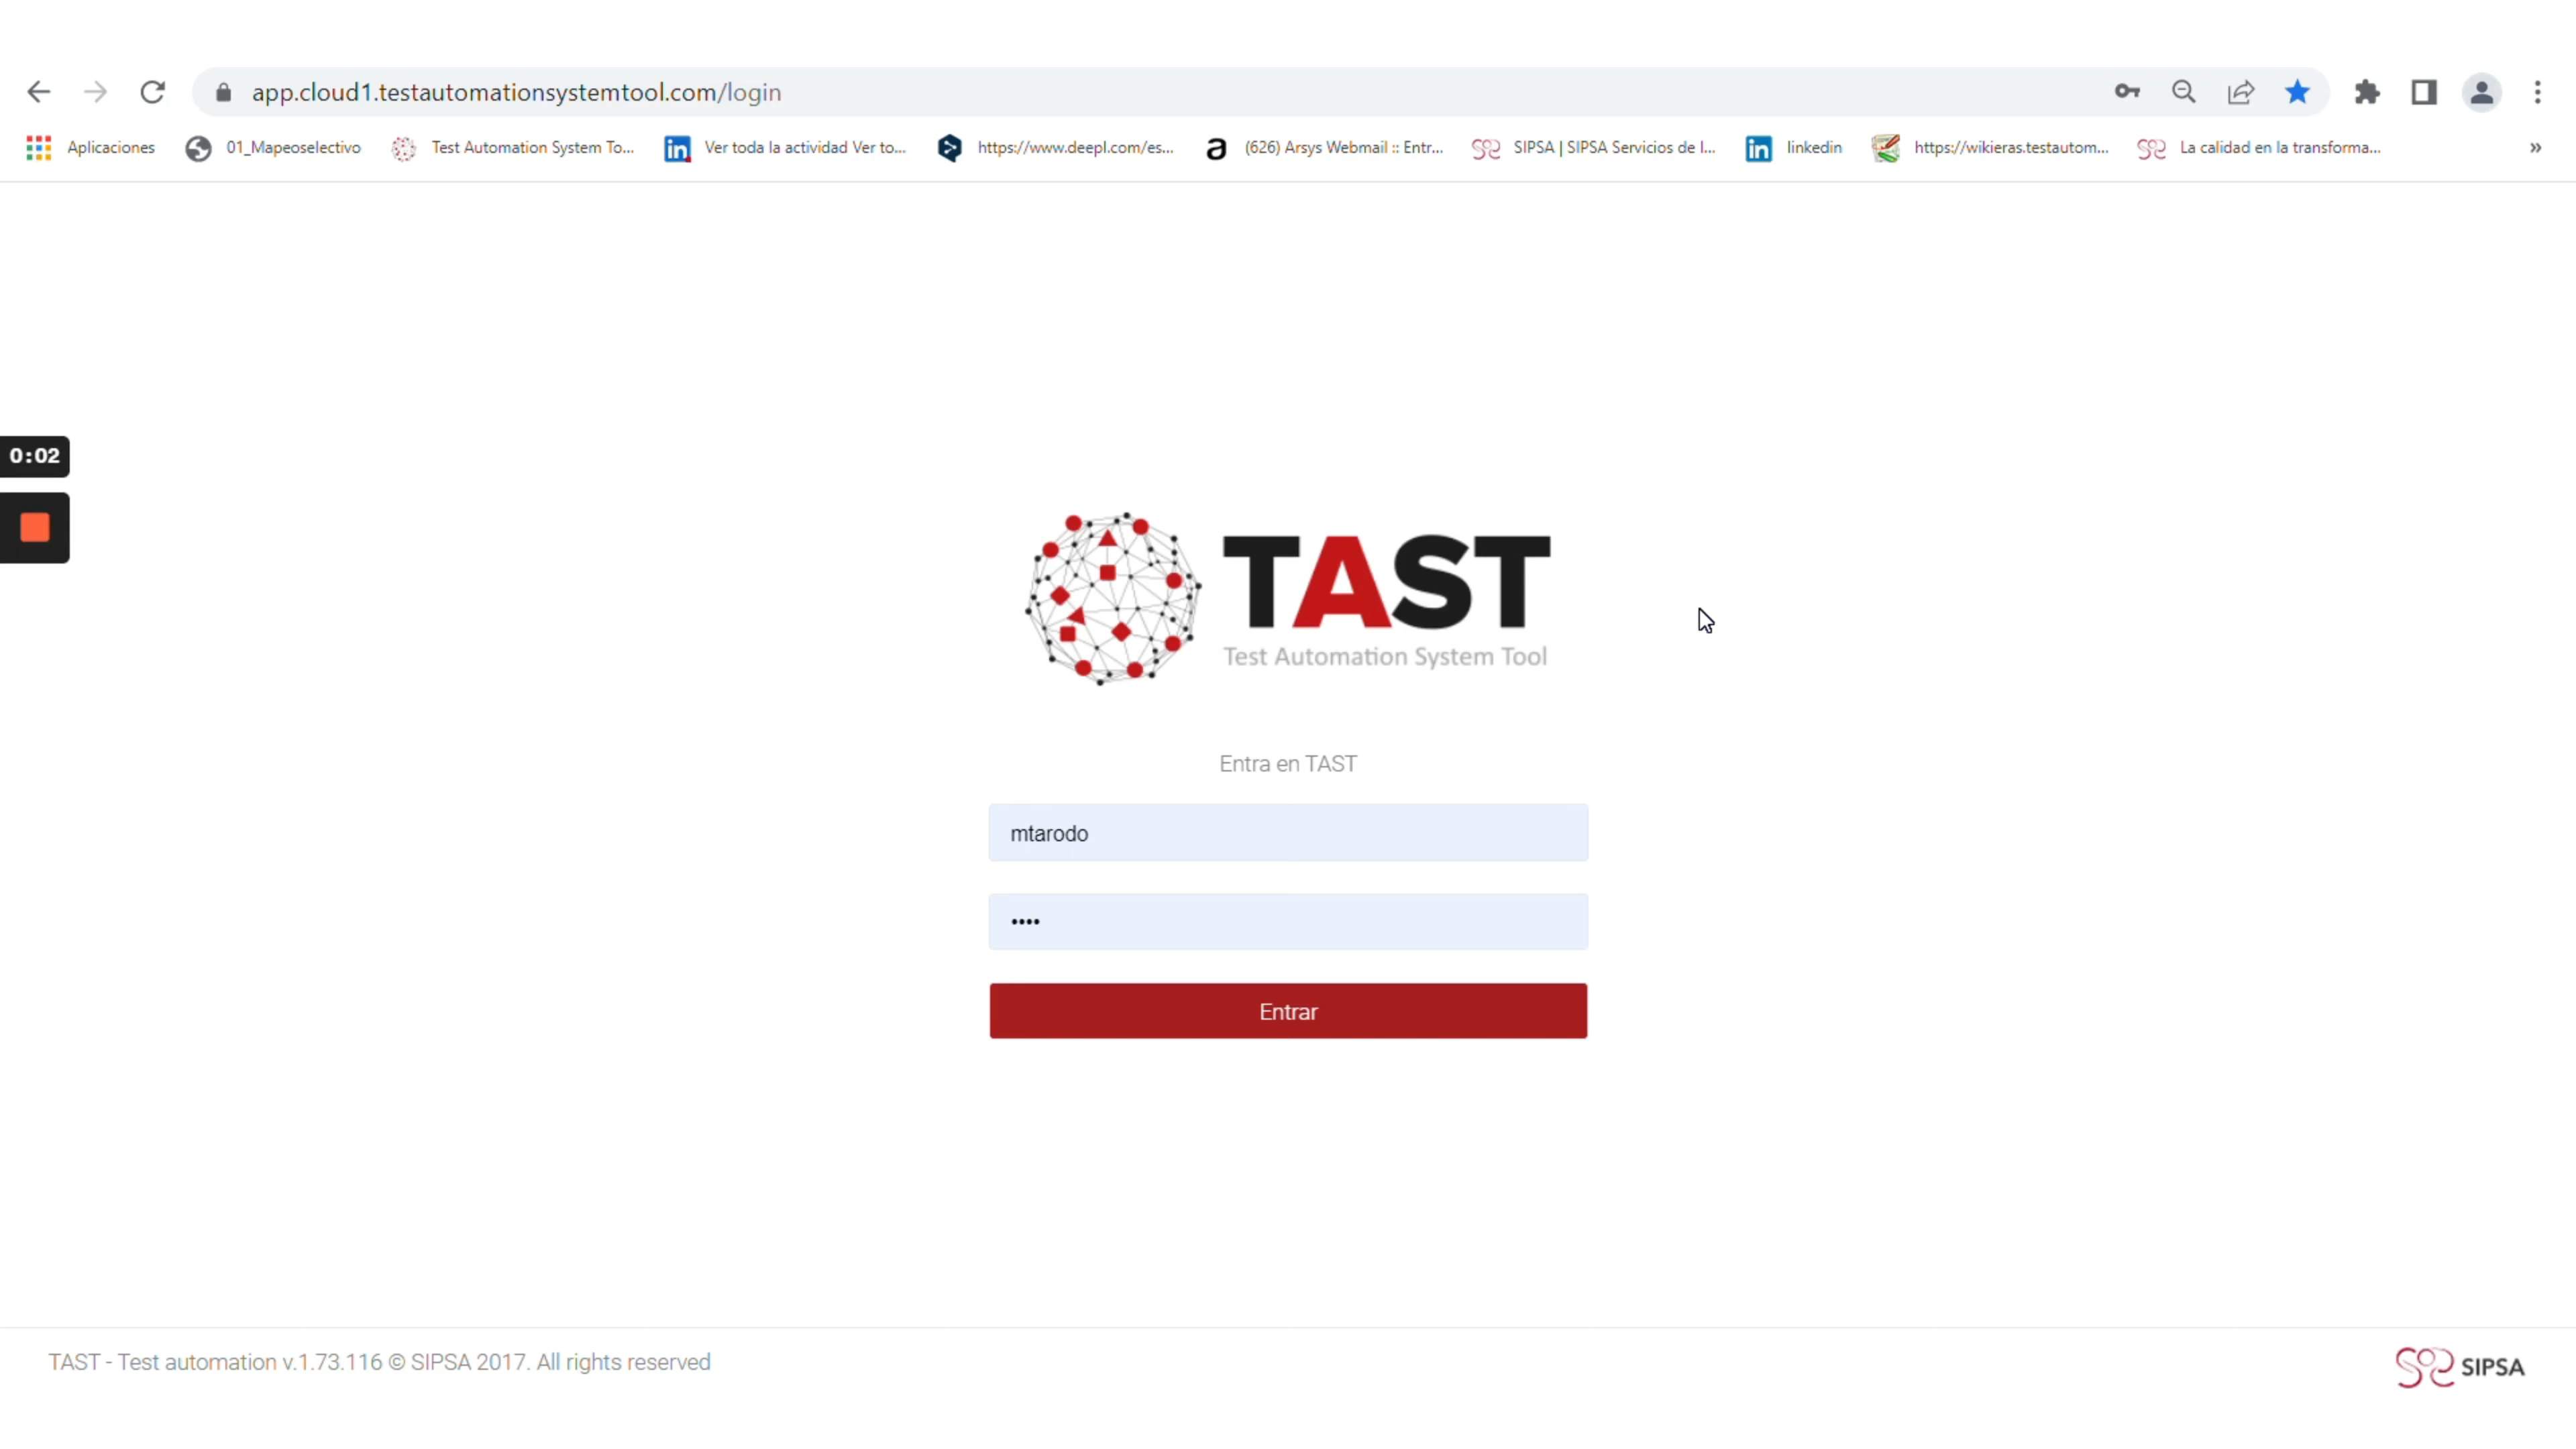 app.cloud1.testautomationsystemtool.com/login
Aplicaciones 01_Mapeoselectivo Test Automation System To... in Ver toda la actividad Ver to... https://www.deepl.com/es... a (626) Arsys Webmail :: Entr... SIPSA | SIPSA Servicios de I... in linkedin https://wikieras.testautom... La calidad en la transforma... »
0:02
TAST
Test Automation System Tool
Entra en TAST
mtarodo
••••
Entrar
TAST - Test automation v.1.73.116 © SIPSA 2017. All rights reserved
SIPSA